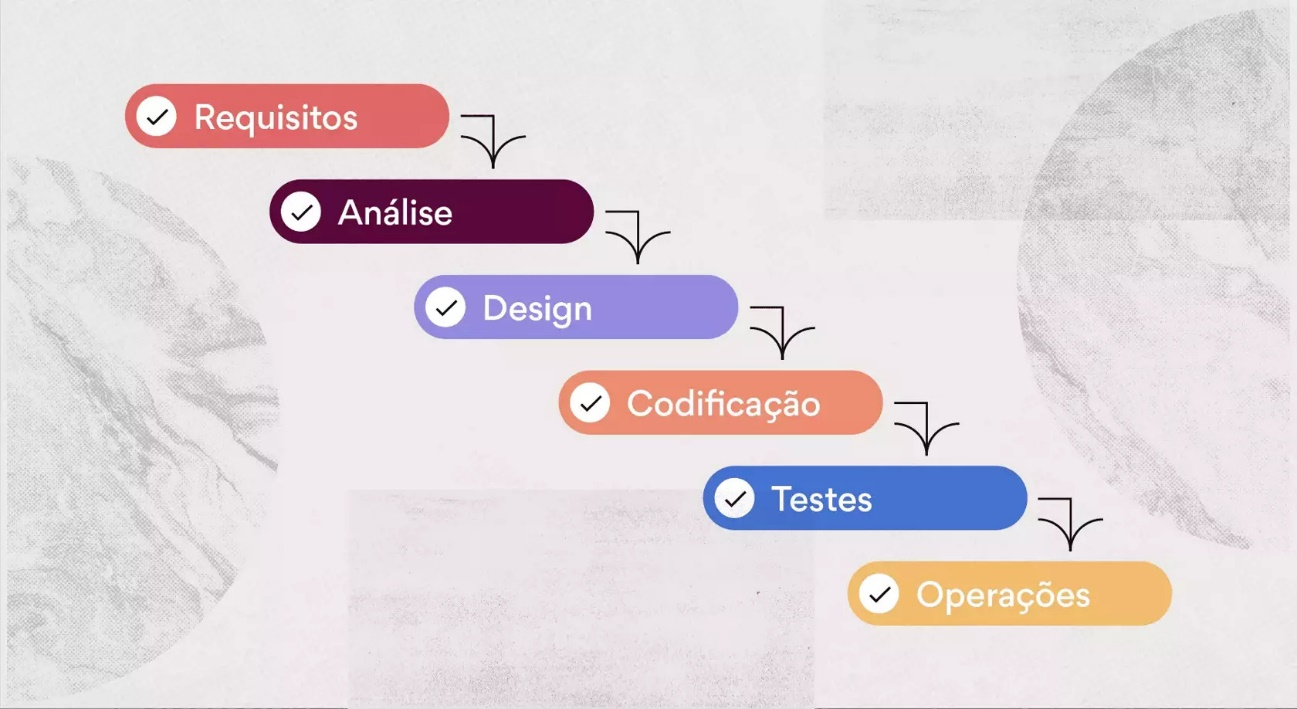 Requisitos
Análise
Design
Codificação
Testes
Operações